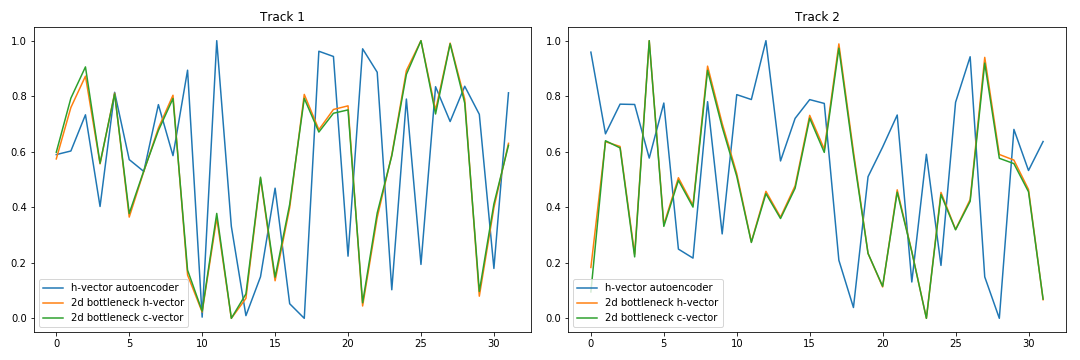 Track 1
1.0
0.8
0.6
0.4
0.2
0.0
h-vector autoencoder
2d bottleneck h-vector
2d bottleneck c-vector
0 5 10 15 20 25 30
Track 2
1.0
0.8
0.6
0.4
0.2
0.0
h-vector autoencoder
2d bottleneck h-vector
2d bottleneck c-vector
0 5 10 15 20 25 30